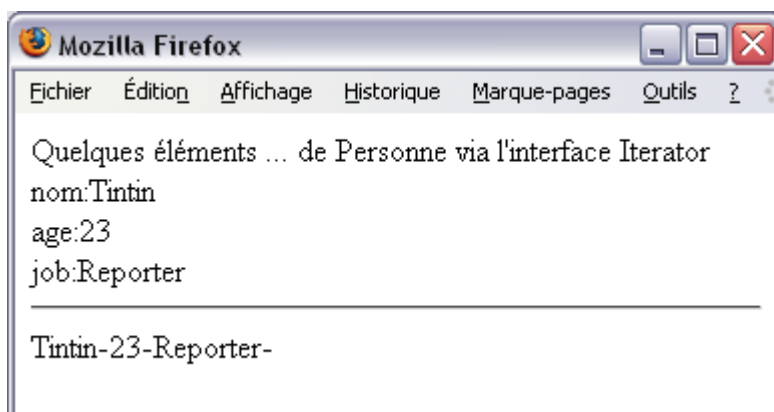 Mozilla Firefox
Fichier Édition Affichage Historique Marque-pages Outils ?
Quelques éléments ... de Personne via l'interface Iterator
nom:Tintin
age:23
job:Reporter
Tintin-23-Reporter-